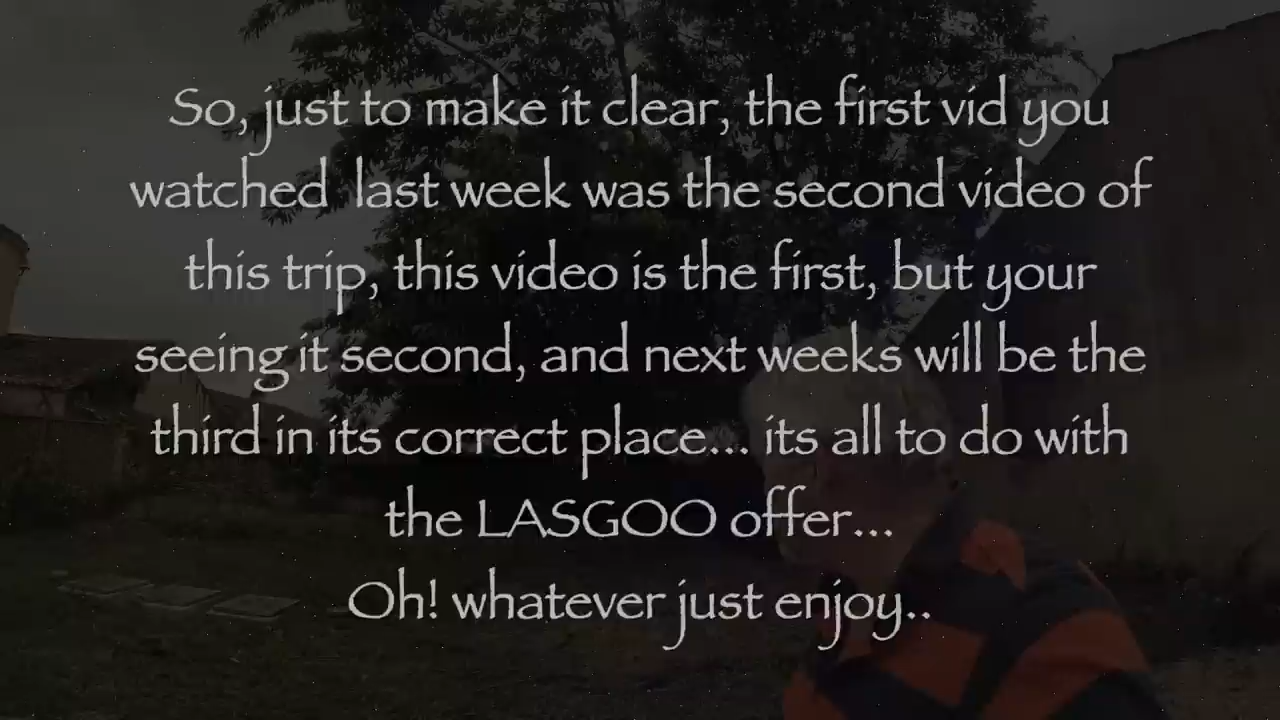 So, just to make it clear, the first vid you
watched last week was the second video of
this trip, this video is the first, but your
seeing it second, and next weeks will be the
third in its correct place... its all to do with
the LASGOO offer...
Oh! whatever just enjoy..